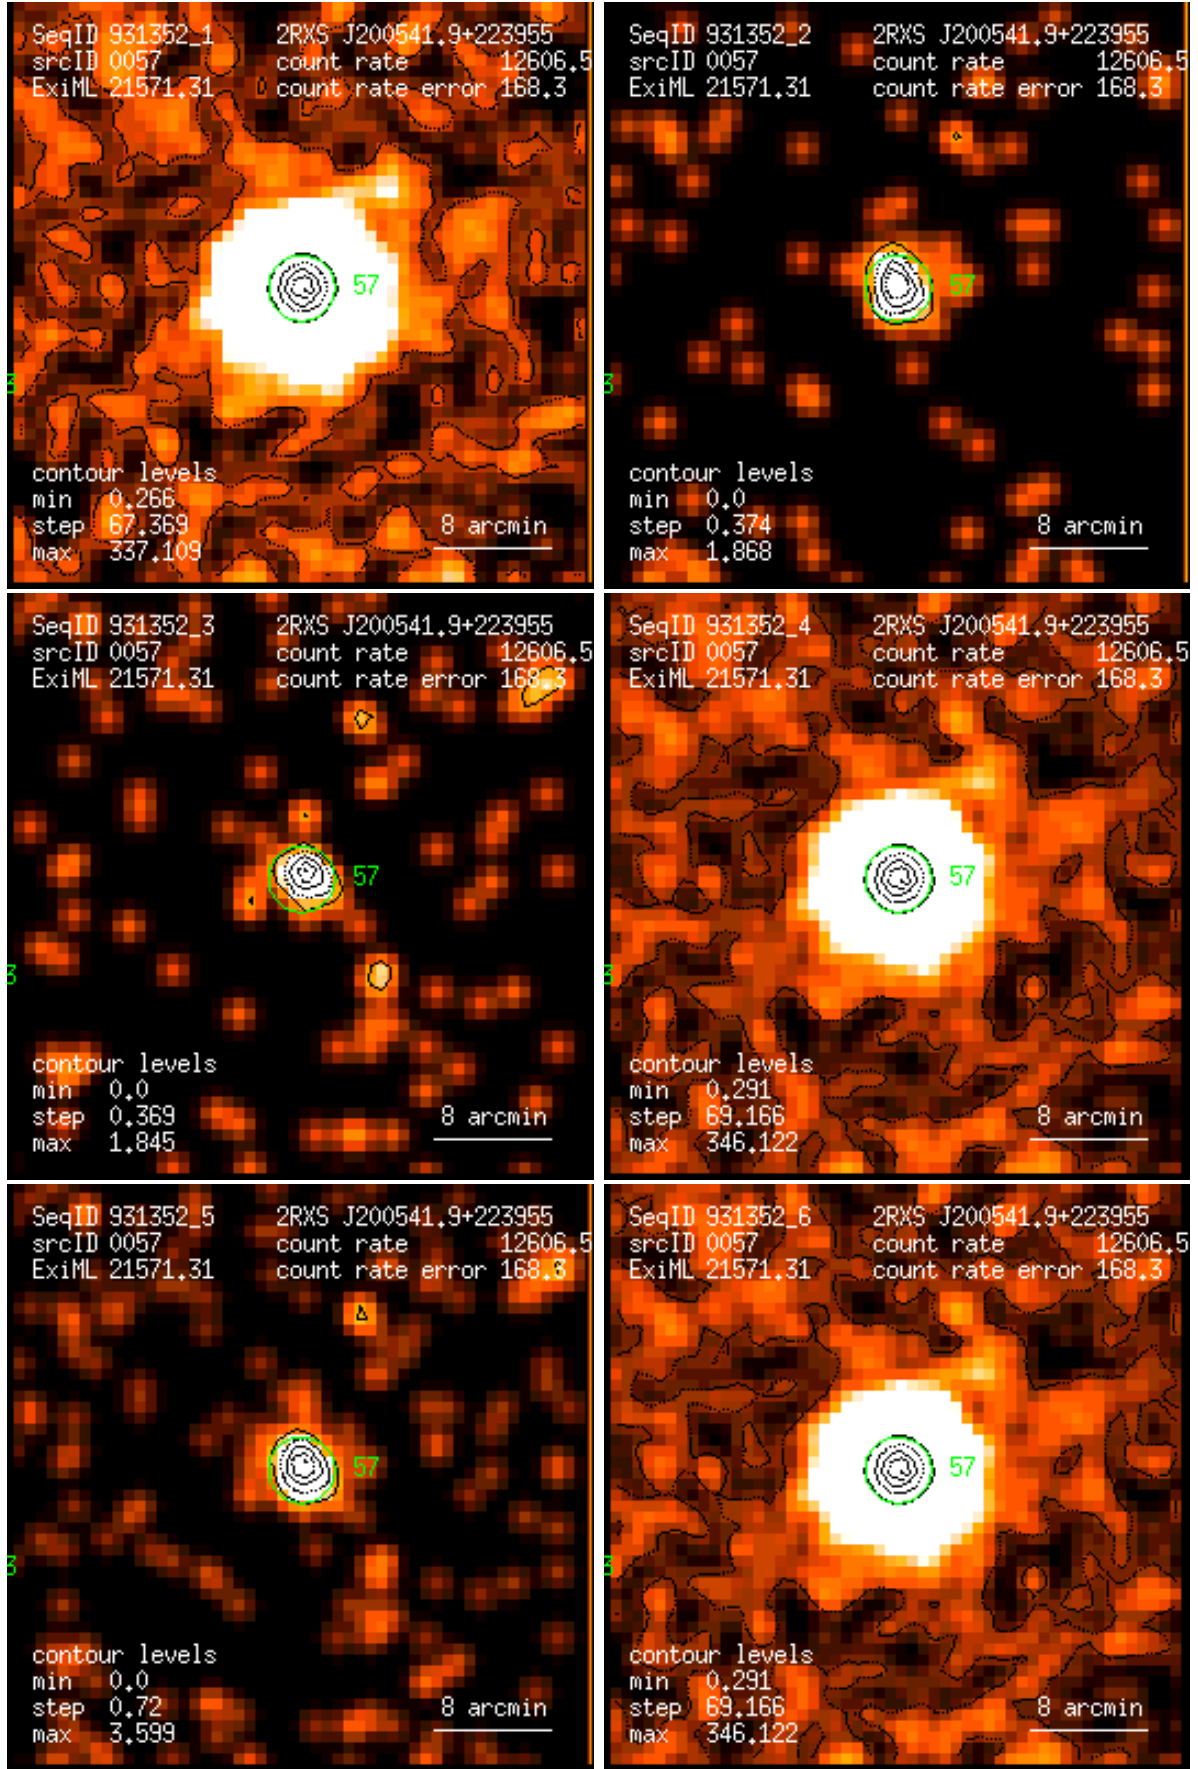 SeqID 931352_1 2RXS J200541.9+223955
srcID 0057 count rate 12606.5
ExiML 21571.31 count rate error 168.3
57
3
contour levels
min 0.266
step 67.369 8 arcmin
max 337.109
SeqID 931352_2 2RXS J200541.9+223955
srcID 0057 count rate 12606.5
ExiML 21571.31 count rate error 168.3
57
3
contour levels
min 0.0
step 0.374 8 arcmin
max 1.868
SeqID 931352_3 2RXS J200541.9+223955
srcID 0057 count rate 12606.5
ExiML 21571.31 count rate error 168.3
57
3
contour levels
min 0.0
step 0.369 8 arcmin
max 1.845
SeqID 931352_4 2RXS J200541.9+223955
srcID 0057 count rate 12606.5
ExiML 21571.31 count rate error 168.3
57
3
contour levels
min 0.291
step 69.166 8 arcmin
max 346.122
SeqID 931352_5 2RXS J200541.9+223955
srcID 0057 count rate 12606.5
ExiML 21571.31 count rate error 168.3
57
3
contour levels
min 0.0
step 0.72 8 arcmin
max 3.599
SeqID 931352_6 2RXS J200541.9+223955
srcID 0057 count rate 12606.5
ExiML 21571.31 count rate error 168.3
57
3
contour levels
min 0.291
step 69.166 8 arcmin
max 346.122